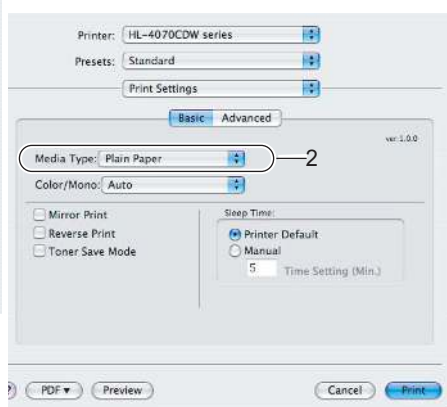 Printer: HL-4070CDW series
Presets: Standard
Print Settings
Basic Advanced
ver: 1.0.0
Media Type: Plain Paper 2
Color/Mono: Auto
Mirror Print
Reverse Print
Toner Save Mode
Sleep Time:
Printer Default
Manual
5 Time Setting (Min.)
? PDF▼ Preview Cancel Print